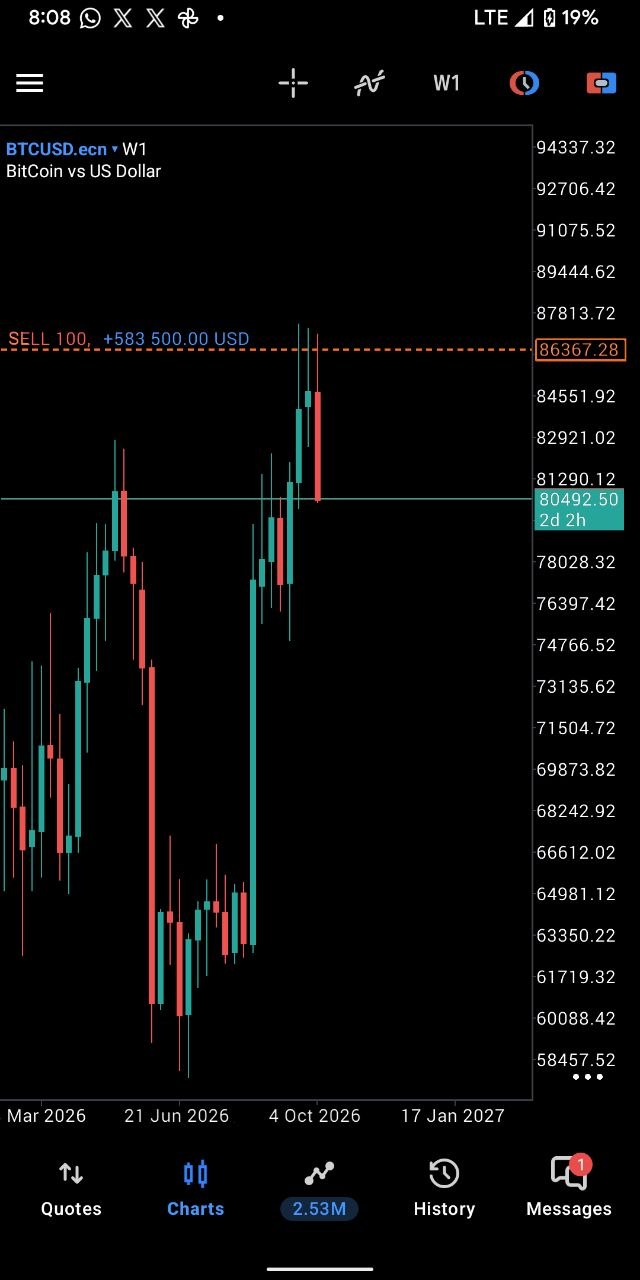 8:08 LTE 19%
W1
BTCUSD.ecn ▾ W1
BitCoin vs US Dollar
94337.32
92706.42
91075.52
89444.62
87813.72
SELL 100, +583 500.00 USD
86367.28
84551.92
82921.02
81290.12
80492.50
2d 2h
78028.32
76397.42
74766.52
73135.62
71504.72
69873.82
68242.92
66612.02
64981.12
63350.22
61719.32
60088.42
58457.52
Mar 2026 21 Jun 2026 4 Oct 2026 17 Jan 2027
1
2.53M
Quotes Charts History Messages